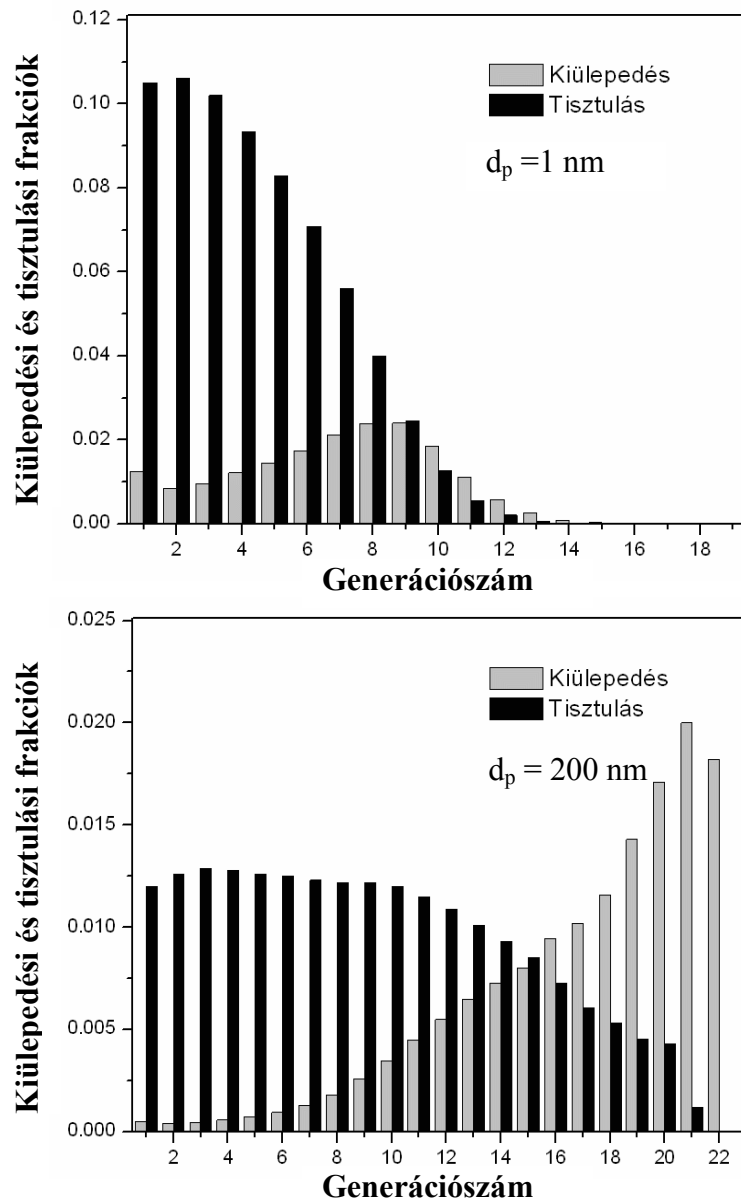 Kiülepedési és tisztulási frakciók
0.12
0.10
0.08
0.06
0.04
0.02
0.00
Kiülepedés
Tisztulás
dp =1 nm
2 4 6 8 10 12 14 16 18
Generációszám
Kiülepedési és tisztulási frakciók
0.025
0.020
0.015
0.010
0.005
0.000
Kiülepedés
Tisztulás
dp = 200 nm
2 4 6 8 10 12 14 16 18 20 22
Generációszám